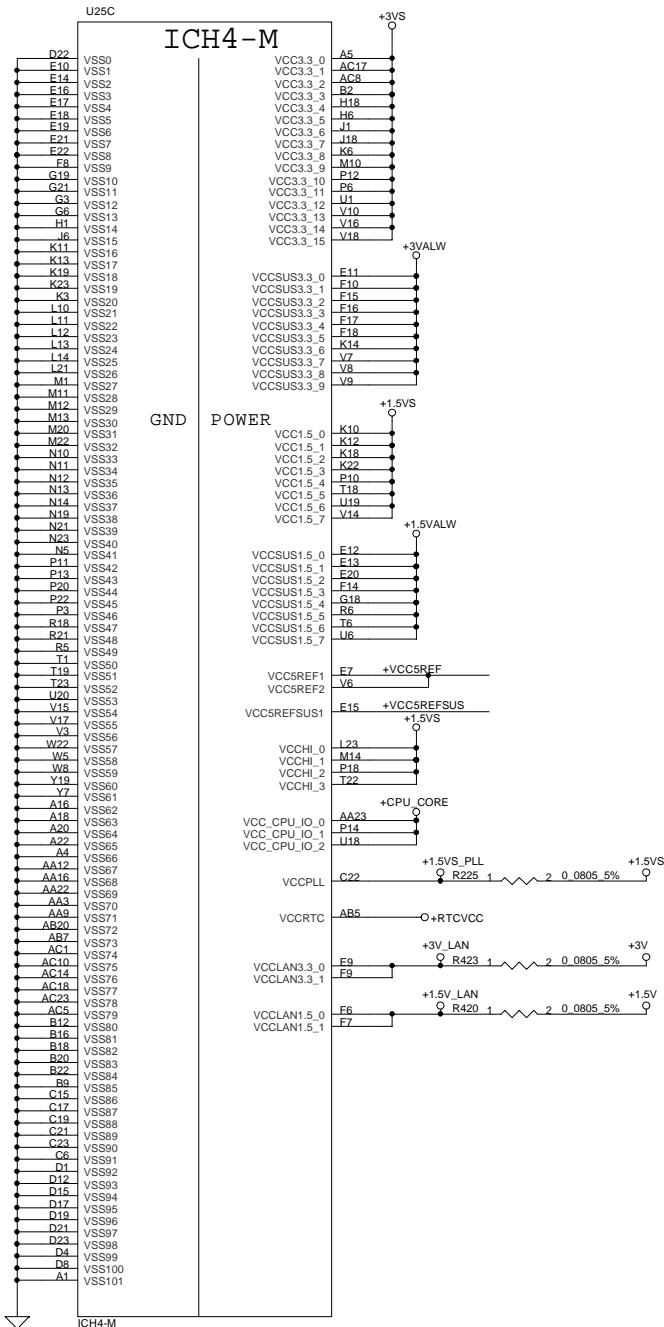 U25C
ICH4-M
D22 VSS0
E10 VSS1
E14 VSS2
E16 VSS3
E17 VSS4
E18 VSS5
E19 VSS6
E21 VSS7
E22 VSS8
F8 VSS9
G19 VSS10
G21 VSS11
G3 VSS12
G6 VSS13
H1 VSS14
J6 VSS15
K11 VSS16
K13 VSS17
K19 VSS18
K23 VSS19
K3 VSS20
L10 VSS21
L11 VSS22
L12 VSS23
L13 VSS24
L14 VSS25
L21 VSS26
M1 VSS27
M11 VSS28
M12 VSS29
M13 VSS30
M20 VSS31
M22 VSS32
N10 VSS33
N11 VSS34
N12 VSS35
N13 VSS36
N14 VSS37
N19 VSS38
N21 VSS39
N23 VSS40
N5 VSS41
P11 VSS42
P13 VSS43
P20 VSS44
P22 VSS45
P3 VSS46
R18 VSS47
R21 VSS48
R5 VSS49
T1 VSS50
T19 VSS51
T23 VSS52
U20 VSS53
V15 VSS54
V17 VSS55
V3 VSS56
W22 VSS57
W5 VSS58
W8 VSS59
Y19 VSS60
Y7 VSS61
A16 VSS62
A18 VSS63
A20 VSS64
A22 VSS65
A4 VSS66
AA12 VSS67
AA16 VSS68
AA22 VSS69
AA3 VSS70
AA9 VSS71
AB20 VSS72
AB7 VSS73
AC1 VSS74
AC10 VSS75
AC14 VSS76
AC18 VSS77
AC23 VSS78
AC5 VSS79
B12 VSS80
B16 VSS81
B18 VSS82
B20 VSS83
B22 VSS84
B9 VSS85
C15 VSS86
C17 VSS87
C19 VSS88
C21 VSS89
C23 VSS90
C6 VSS91
D1 VSS92
D12 VSS93
D15 VSS94
D17 VSS95
D19 VSS96
D21 VSS97
D23 VSS98
D4 VSS99
D8 VSS100
A1 VSS101
GND
POWER
+3VS
VCC3.3_0 A5
VCC3.3_1 AC17
VCC3.3_2 AC8
VCC3.3_3 B2
VCC3.3_4 H18
VCC3.3_5 H6
VCC3.3_6 J1
VCC3.3_7 J18
VCC3.3_8 K6
VCC3.3_9 M10
VCC3.3_10 P12
VCC3.3_11 P6
VCC3.3_12 U1
VCC3.3_13 V10
VCC3.3_14 V16
VCC3.3_15 V18
+3VALW
VCCSUS3.3_0 E11
VCCSUS3.3_1 F10
VCCSUS3.3_2 F15
VCCSUS3.3_3 F16
VCCSUS3.3_4 F17
VCCSUS3.3_5 F18
VCCSUS3.3_6 K14
VCCSUS3.3_7 V7
VCCSUS3.3_8 V8
VCCSUS3.3_9 V9
+1.5VS
VCC1.5_0 K10
VCC1.5_1 K12
VCC1.5_2 K18
VCC1.5_3 K22
VCC1.5_4 P10
VCC1.5_5 T18
VCC1.5_6 U19
VCC1.5_7 V14
+1.5VALW
VCCSUS1.5_0 E12
VCCSUS1.5_1 E13
VCCSUS1.5_2 E20
VCCSUS1.5_3 F14
VCCSUS1.5_4 G18
VCCSUS1.5_5 R6
VCCSUS1.5_6 T6
VCCSUS1.5_7 U6
VCC5REF1 E7 +VCC5REF
VCC5REF2 V6
VCC5REFSUS1 E15 +VCC5REFSUS
+1.5VS
VCCHI_0 L23
VCCHI_1 M14
VCCHI_2 P18
VCCHI_3 T22
+CPU_CORE
VCC_CPU_IO_0 AA23
VCC_CPU_IO_1 P14
VCC_CPU_IO_2 U18
+1.5VS_PLL +1.5VS
VCCPLL C22 R225 1 2 0_0805_5%
VCCRTC AB5 +RTCVCC
+3V_LAN +3V
VCCLAN3.3_0 E9 R423 1 2 0_0805_5%
VCCLAN3.3_1 F9
+1.5V_LAN +1.5V
VCCLAN1.5_0 F6 R420 1 2 0_0805_5%
VCCLAN1.5_1 F7
ICH4-M